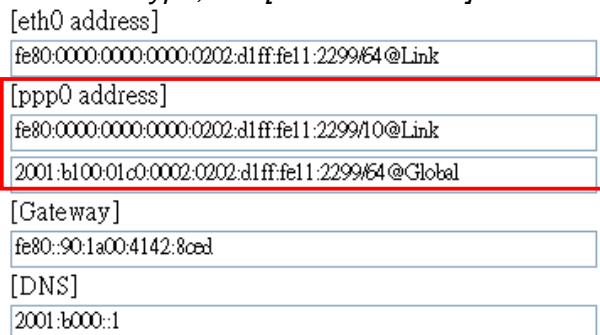 [eth0 address]
fe80:0000:0000:0000:0202:d1ff:fe11:2299/64@Link
[ppp0 address]
fe80:0000:0000:0000:0202:d1ff:fe11:2299/10@Link
2001:b100:01c0:0002:0202:d1ff:fe11:2299/64@Global
[Gateway]
fe80::90:1a00:4142:8ced
[DNS]
2001:b000::1